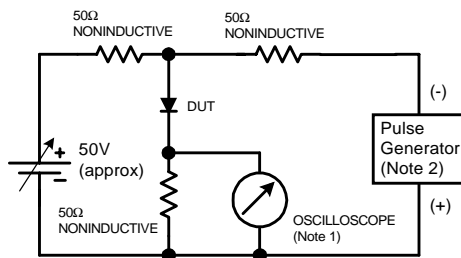 50Ω
NONINDUCTIVE
50Ω
NONINDUCTIVE
DUT
(-)
Pulse
Generator
(Note 2)
(+)
+
50V
(approx)
−
50Ω
NONINDUCTIVE
OSCILLOSCOPE
(Note 1)